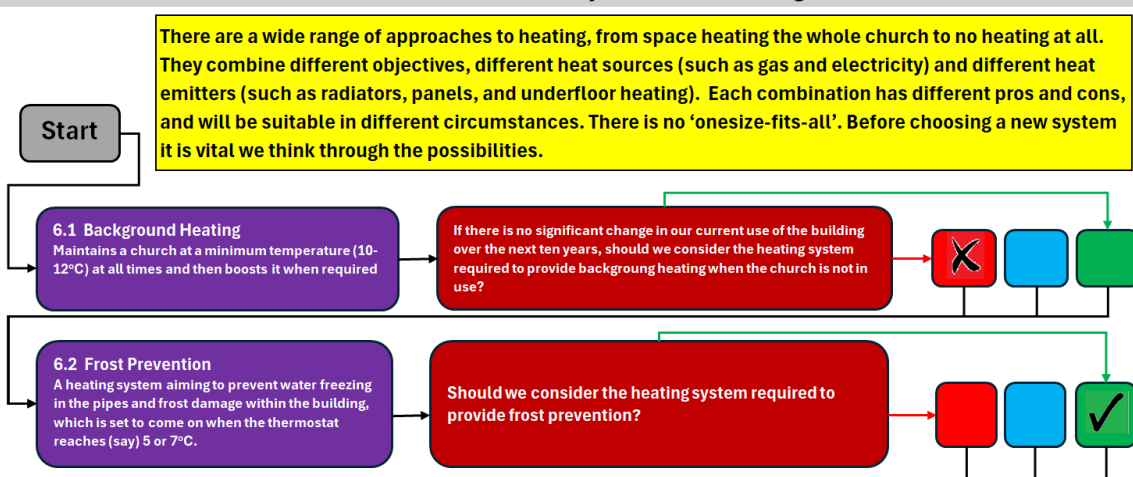 There are a wide range of approaches to heating, from space heating the whole church to no heating at all.
They combine different objectives, different heat sources (such as gas and electricity) and different heat
emitters (such as radiators, panels, and underfloor heating).  Each combination has different pros and cons,
and will be suitable in different circumstances. There is no ‘onesize-fits-all’. Before choosing a new system
it is vital we think through the possibilities.
Start
6.1  Background Heating
Maintains a church at a minimum temperature (10-
12°C) at all times and then boosts it when required
If there is no significant change in our current use of the building
over the next ten years, should we consider the heating system
required to provide backgroung heating when the church is not in
use?
6.2  Frost Prevention
A heating system aiming to prevent water freezing
in the pipes and frost damage within the building,
which is set to come on when the thermostat
reaches (say) 5 or 7°C.
Should we consider the heating system required to
provide frost prevention?